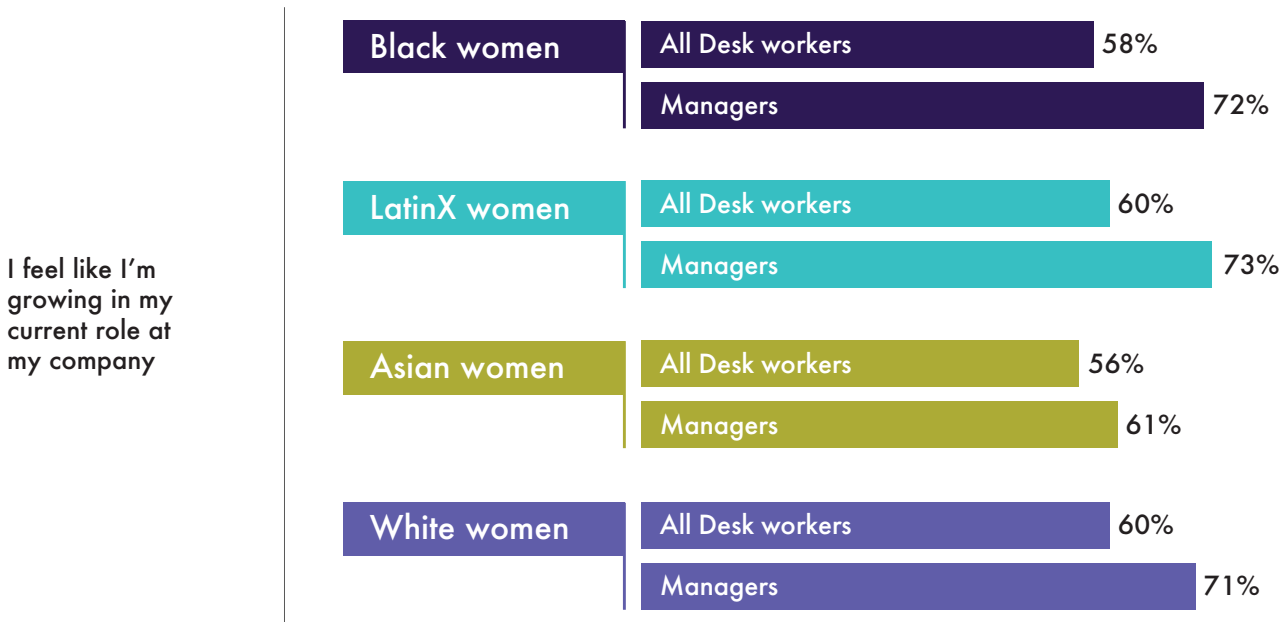 I feel like I’m
growing in my
current role at
my company
Black women
All Desk workers
58%
Managers
72%
LatinX women
All Desk workers
60%
Managers
73%
Asian women
All Desk workers
56%
Managers
61%
White women
All Desk workers
60%
Managers
71%